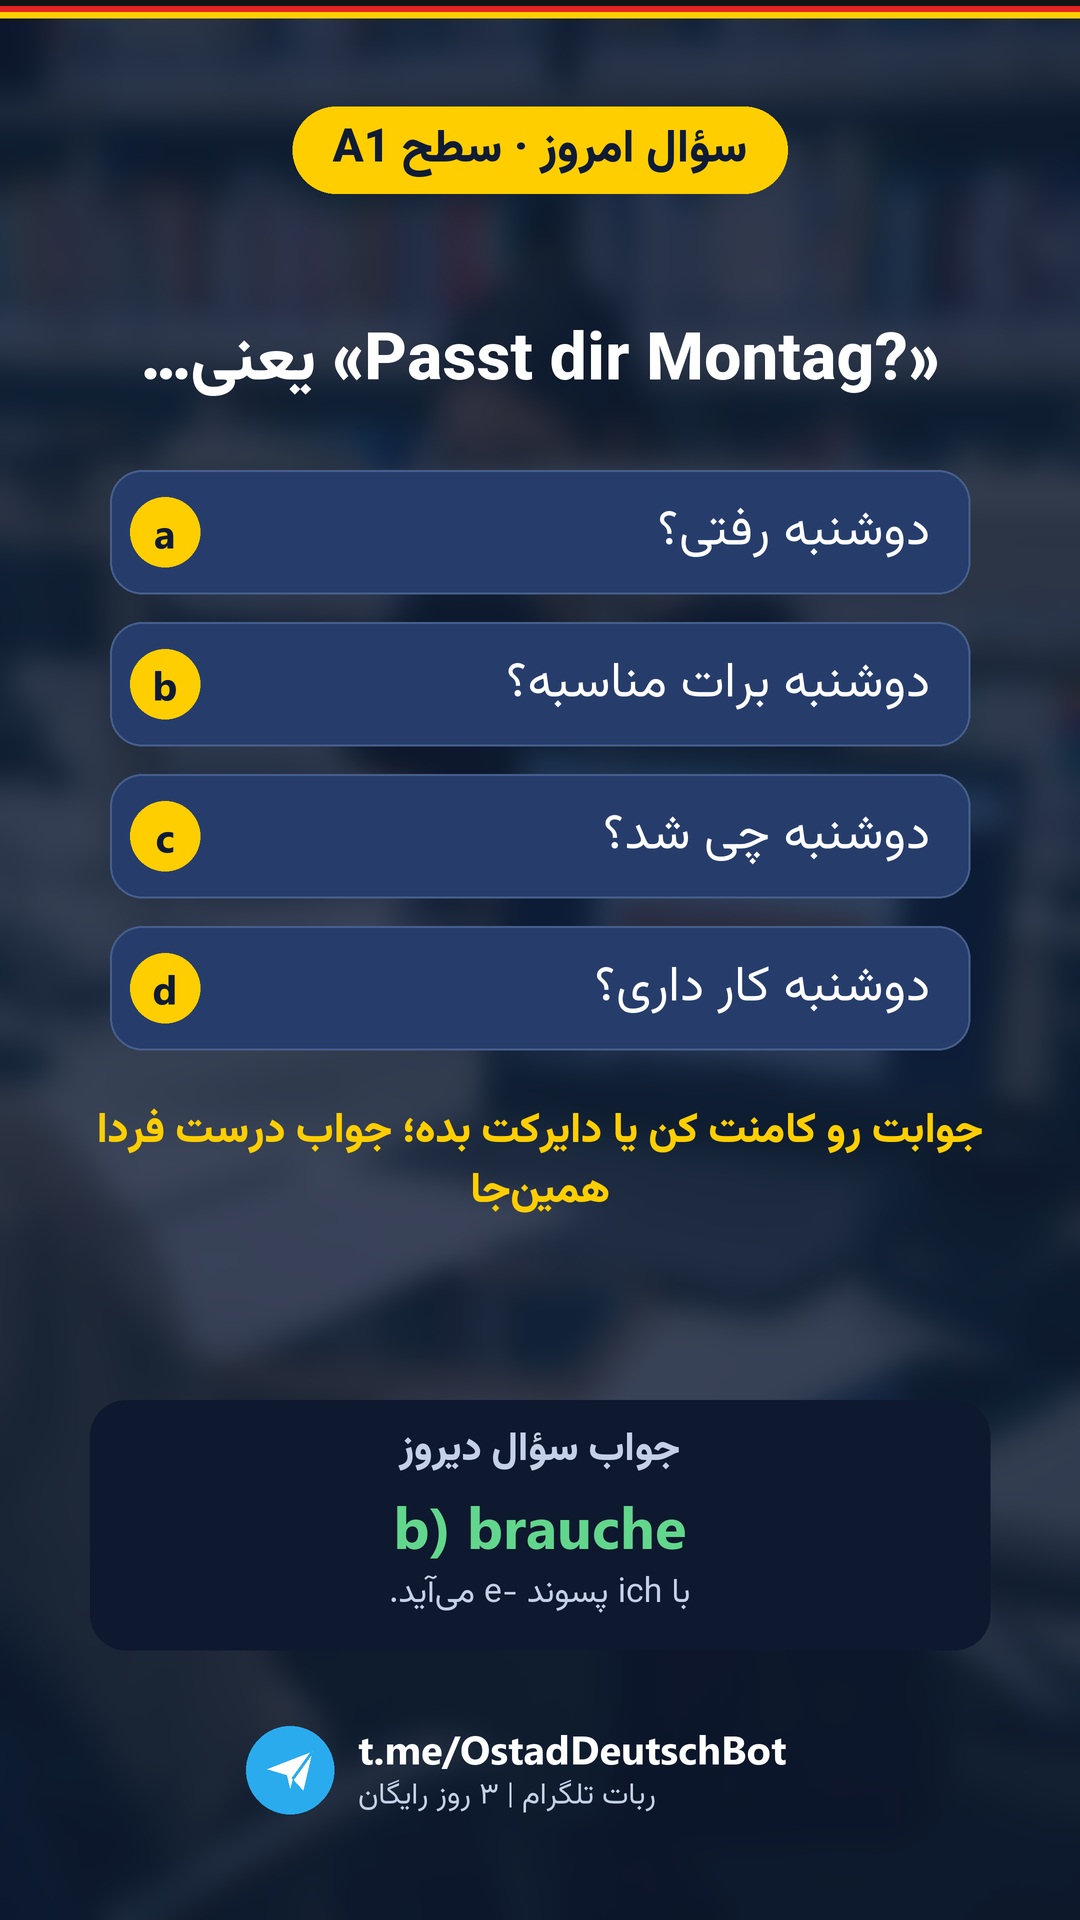 سؤال امروز · سطح A1
«Passt dir Montag?» یعنی...
a دوشنبه رفتی؟
b دوشنبه برات مناسبه؟
c دوشنبه چی شد؟
d دوشنبه کار داری؟
جوابت رو کامنت کن یا دایرکت بده؛ جواب درست فردا
همین‌جا
جواب سؤال دیروز
b) brauche
با ich پسوند -e می‌آید.
t.me/OstadDeutschBot
ربات تلگرام | ۳ روز رایگان